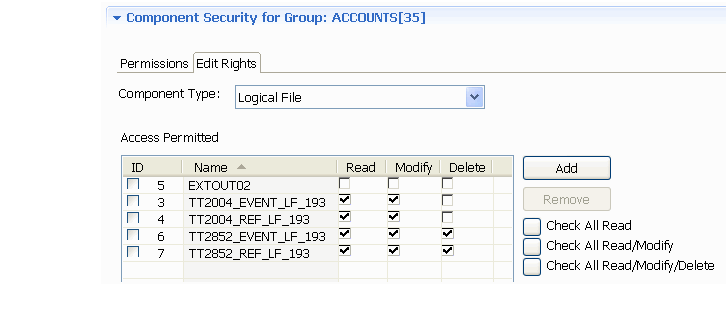 Component Security for Group: ACCOUNTS[35]
Permissions Edit Rights
Component Type: Logical File
Access Permitted
ID Name Read Modify Delete
5 EXTOUT02
3 TT2004_EVENT_LF_193
4 TT2004_REF_LF_193
6 TT2852_EVENT_LF_193
7 TT2852_REF_LF_193
Add
Remove
Check All Read
Check All Read/Modify
Check All Read/Modify/Delete